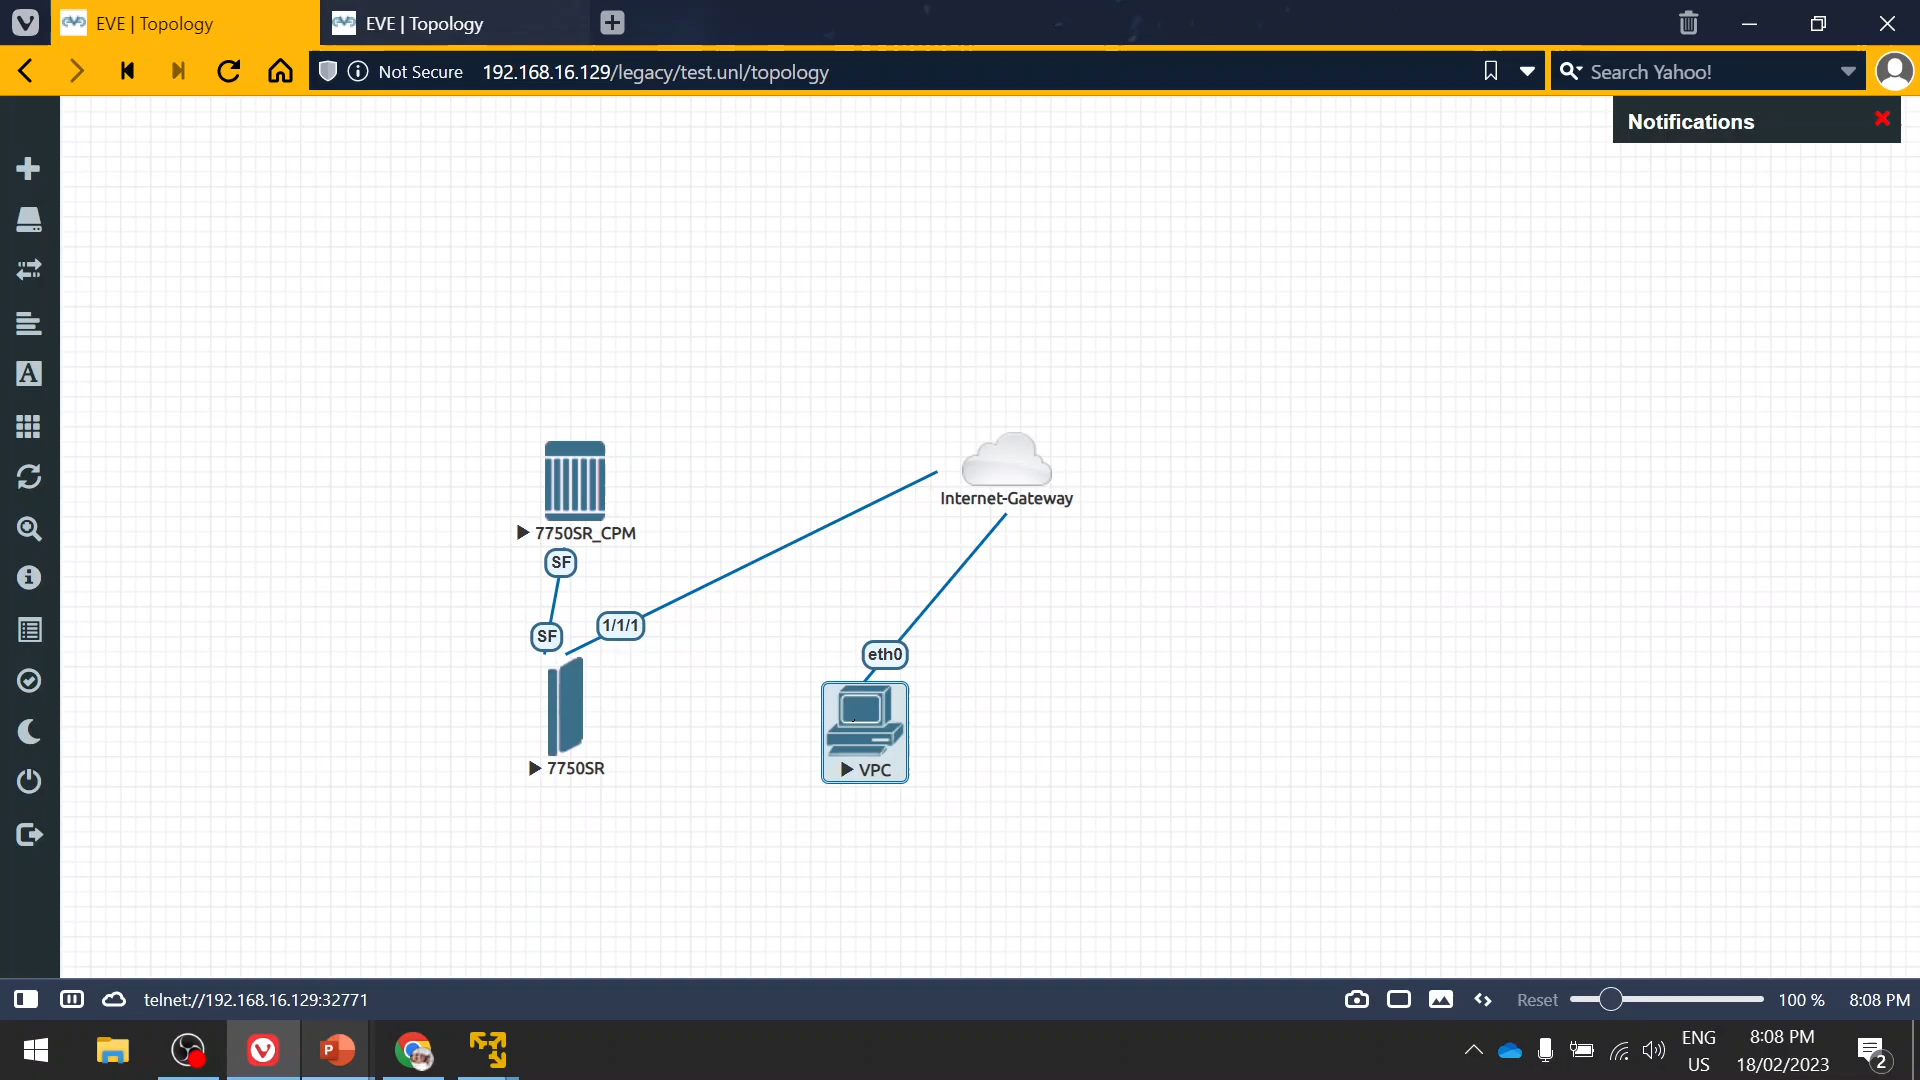 EVE | Topology
EVE | Topology
Not Secure 192.168.16.129/legacy/test.unl/topology
Search Yahoo!
Notifications
Internet-Gateway
7750SR_CPM
SF
SF
1/1/1
eth0
7750SR
VPC
telnet://192.168.16.129:32771
Reset
100 %
8:08 PM
ENG
US
8:08 PM
18/02/2023
2